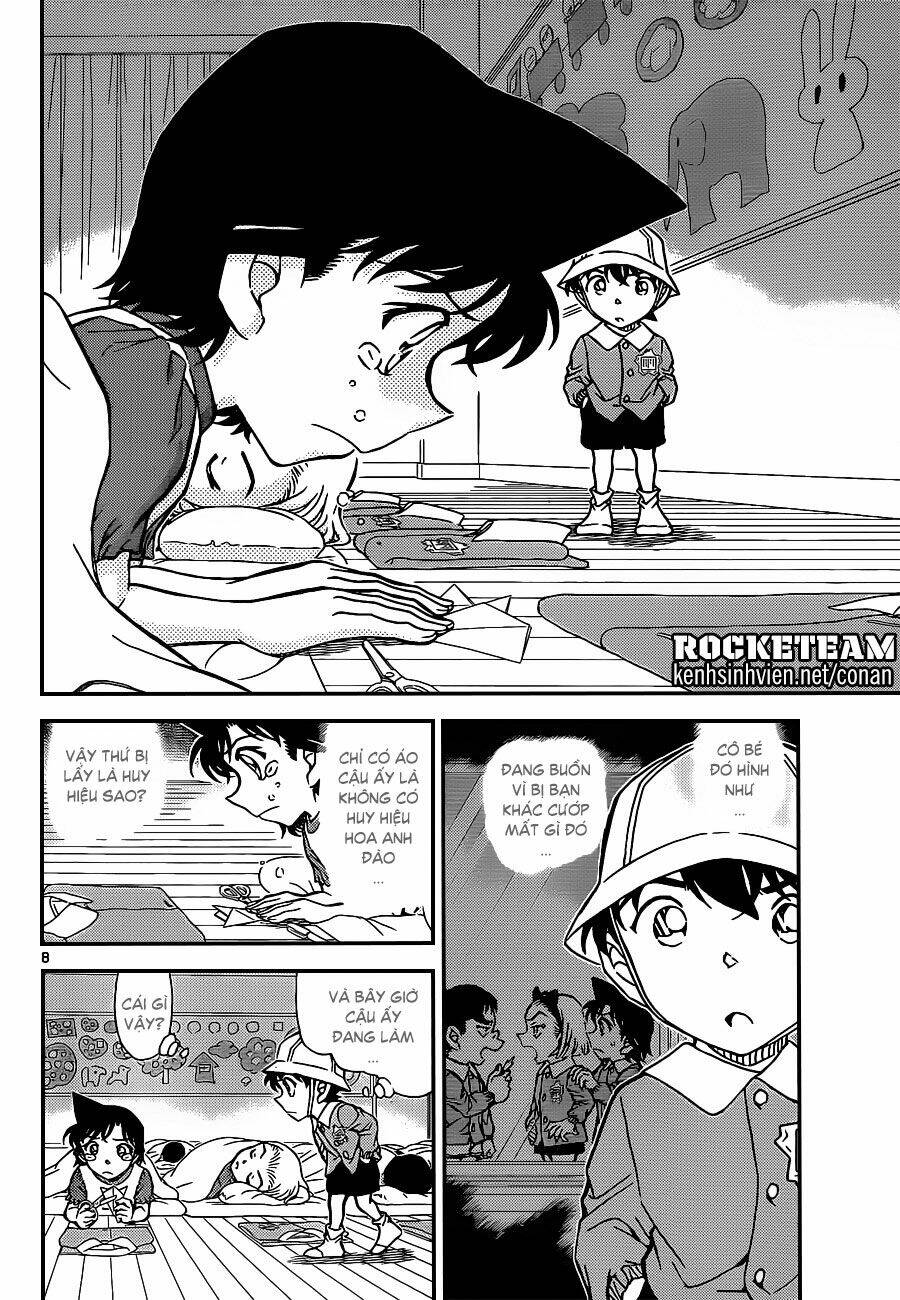 ROCKETEAM
kenhsinhvien.net/conan
CÔ BÉ
ĐÓ HÌNH
NHƯ
...
ĐANG BUỒN
VÌ BỊ BẠN
KHÁC CƯỚP
MẤT GÌ ĐÓ
...
CHỈ CÓ ÁO
CẬU ẤY LÀ
KHÔNG CÓ
HUY HIỆU
HOA ANH
ĐÀO
...
VẬY THỨ BỊ
LẤY LÀ HUY
HIỆU SAO?
8
VÀ BÂY GIỜ
CẬU ẤY
ĐANG LÀM
...
CÁI GÌ
VẬY?